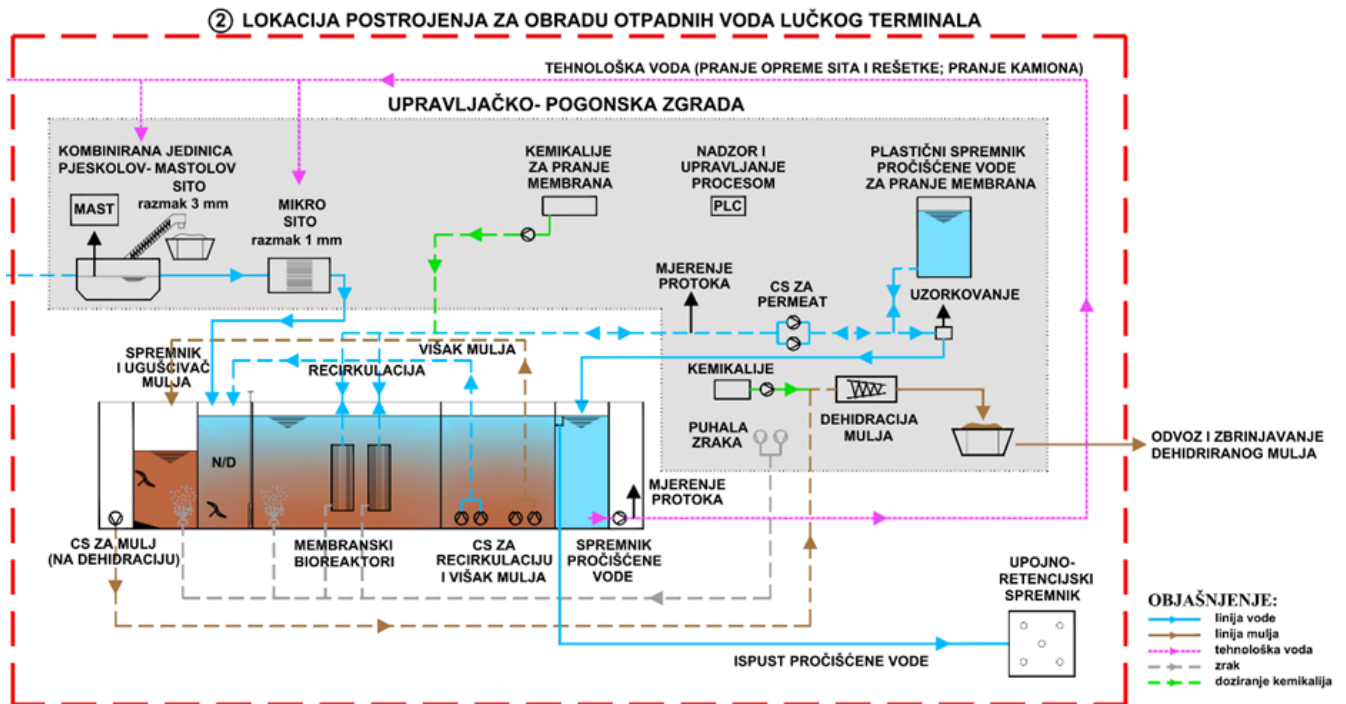 ② LOKACIJA POSTROJENJA ZA OBRADU OTPADNIH VODA LUČKOG TERMINALA
TEHNOLOŠKA VODA (PRANJE OPREME SITA I REŠETKE; PRANJE KAMIONA)
UPRAVLJAČKO- POGONSKA ZGRADA
KOMBINIRANA JEDINICA
PJESKOLOV- MASTOLOV
SITO
razmak 3 mm
MAST
MIKRO
SITO
razmak 1 mm
KEMIKALIJE
ZA PRANJE
MEMBRANA
NADZOR I
UPRAVLJANJE
PROCESOM
PLC
PLASTIČNI SPREMNIK
PROČIŠĆENE VODE
ZA PRANJE MEMBRANA
MJERENJE
PROTOKA
CS ZA
PERMEAT
UZORKOVANJE
SPREMNIK
I UGUŠĆIVAČ
MULJA
VIŠAK MULJA
RECIRKULACIJA
KEMIKALIJE
DEHIDRACIJA
MULJA
PUHALA
ZRAKA
ODVOZ I ZBRINJAVANJE
DEHIDRIRANOG MULJA
N/D
MJERENJE
PROTOKA
CS ZA MULJ
(NA DEHIDRACIJU)
MEMBRANSKI
BIOREAKTORI
CS ZA
RECIRKULACIJU
I VIŠAK MULJA
SPREMNIK
PROČIŠĆENE
VODE
UPOJNO-
RETENCIJSKI
SPREMNIK
ISPUST PROČIŠĆENE VODE
OBJAŠNJENJE:
linija vode
linija mulja
tehnološka voda
zrak
doziranje kemikalija